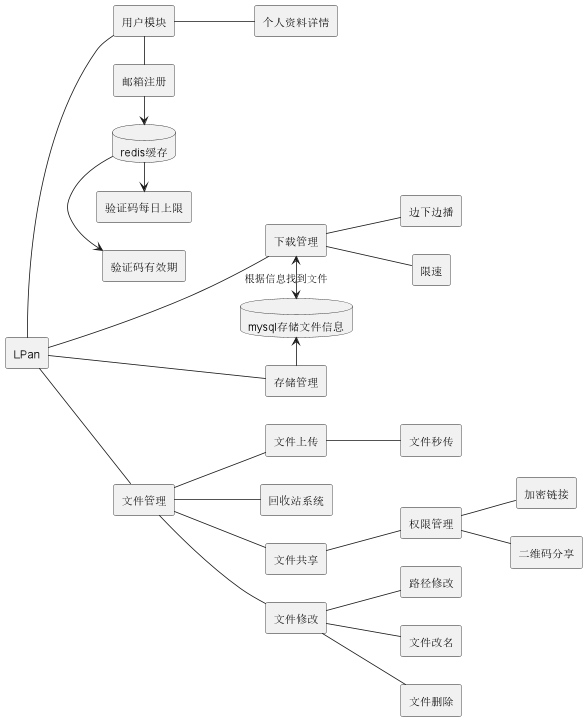 用户模块
个人资料详情
邮箱注册
redis缓存
验证码每日上限
验证码有效期
边下边播
下载管理
限速
根据信息找到文件
mysql存储文件信息
LPan
存储管理
文件上传
文件秒传
文件管理
回收站系统
加密链接
权限管理
文件共享
二维码分享
路径修改
文件修改
文件改名
文件删除